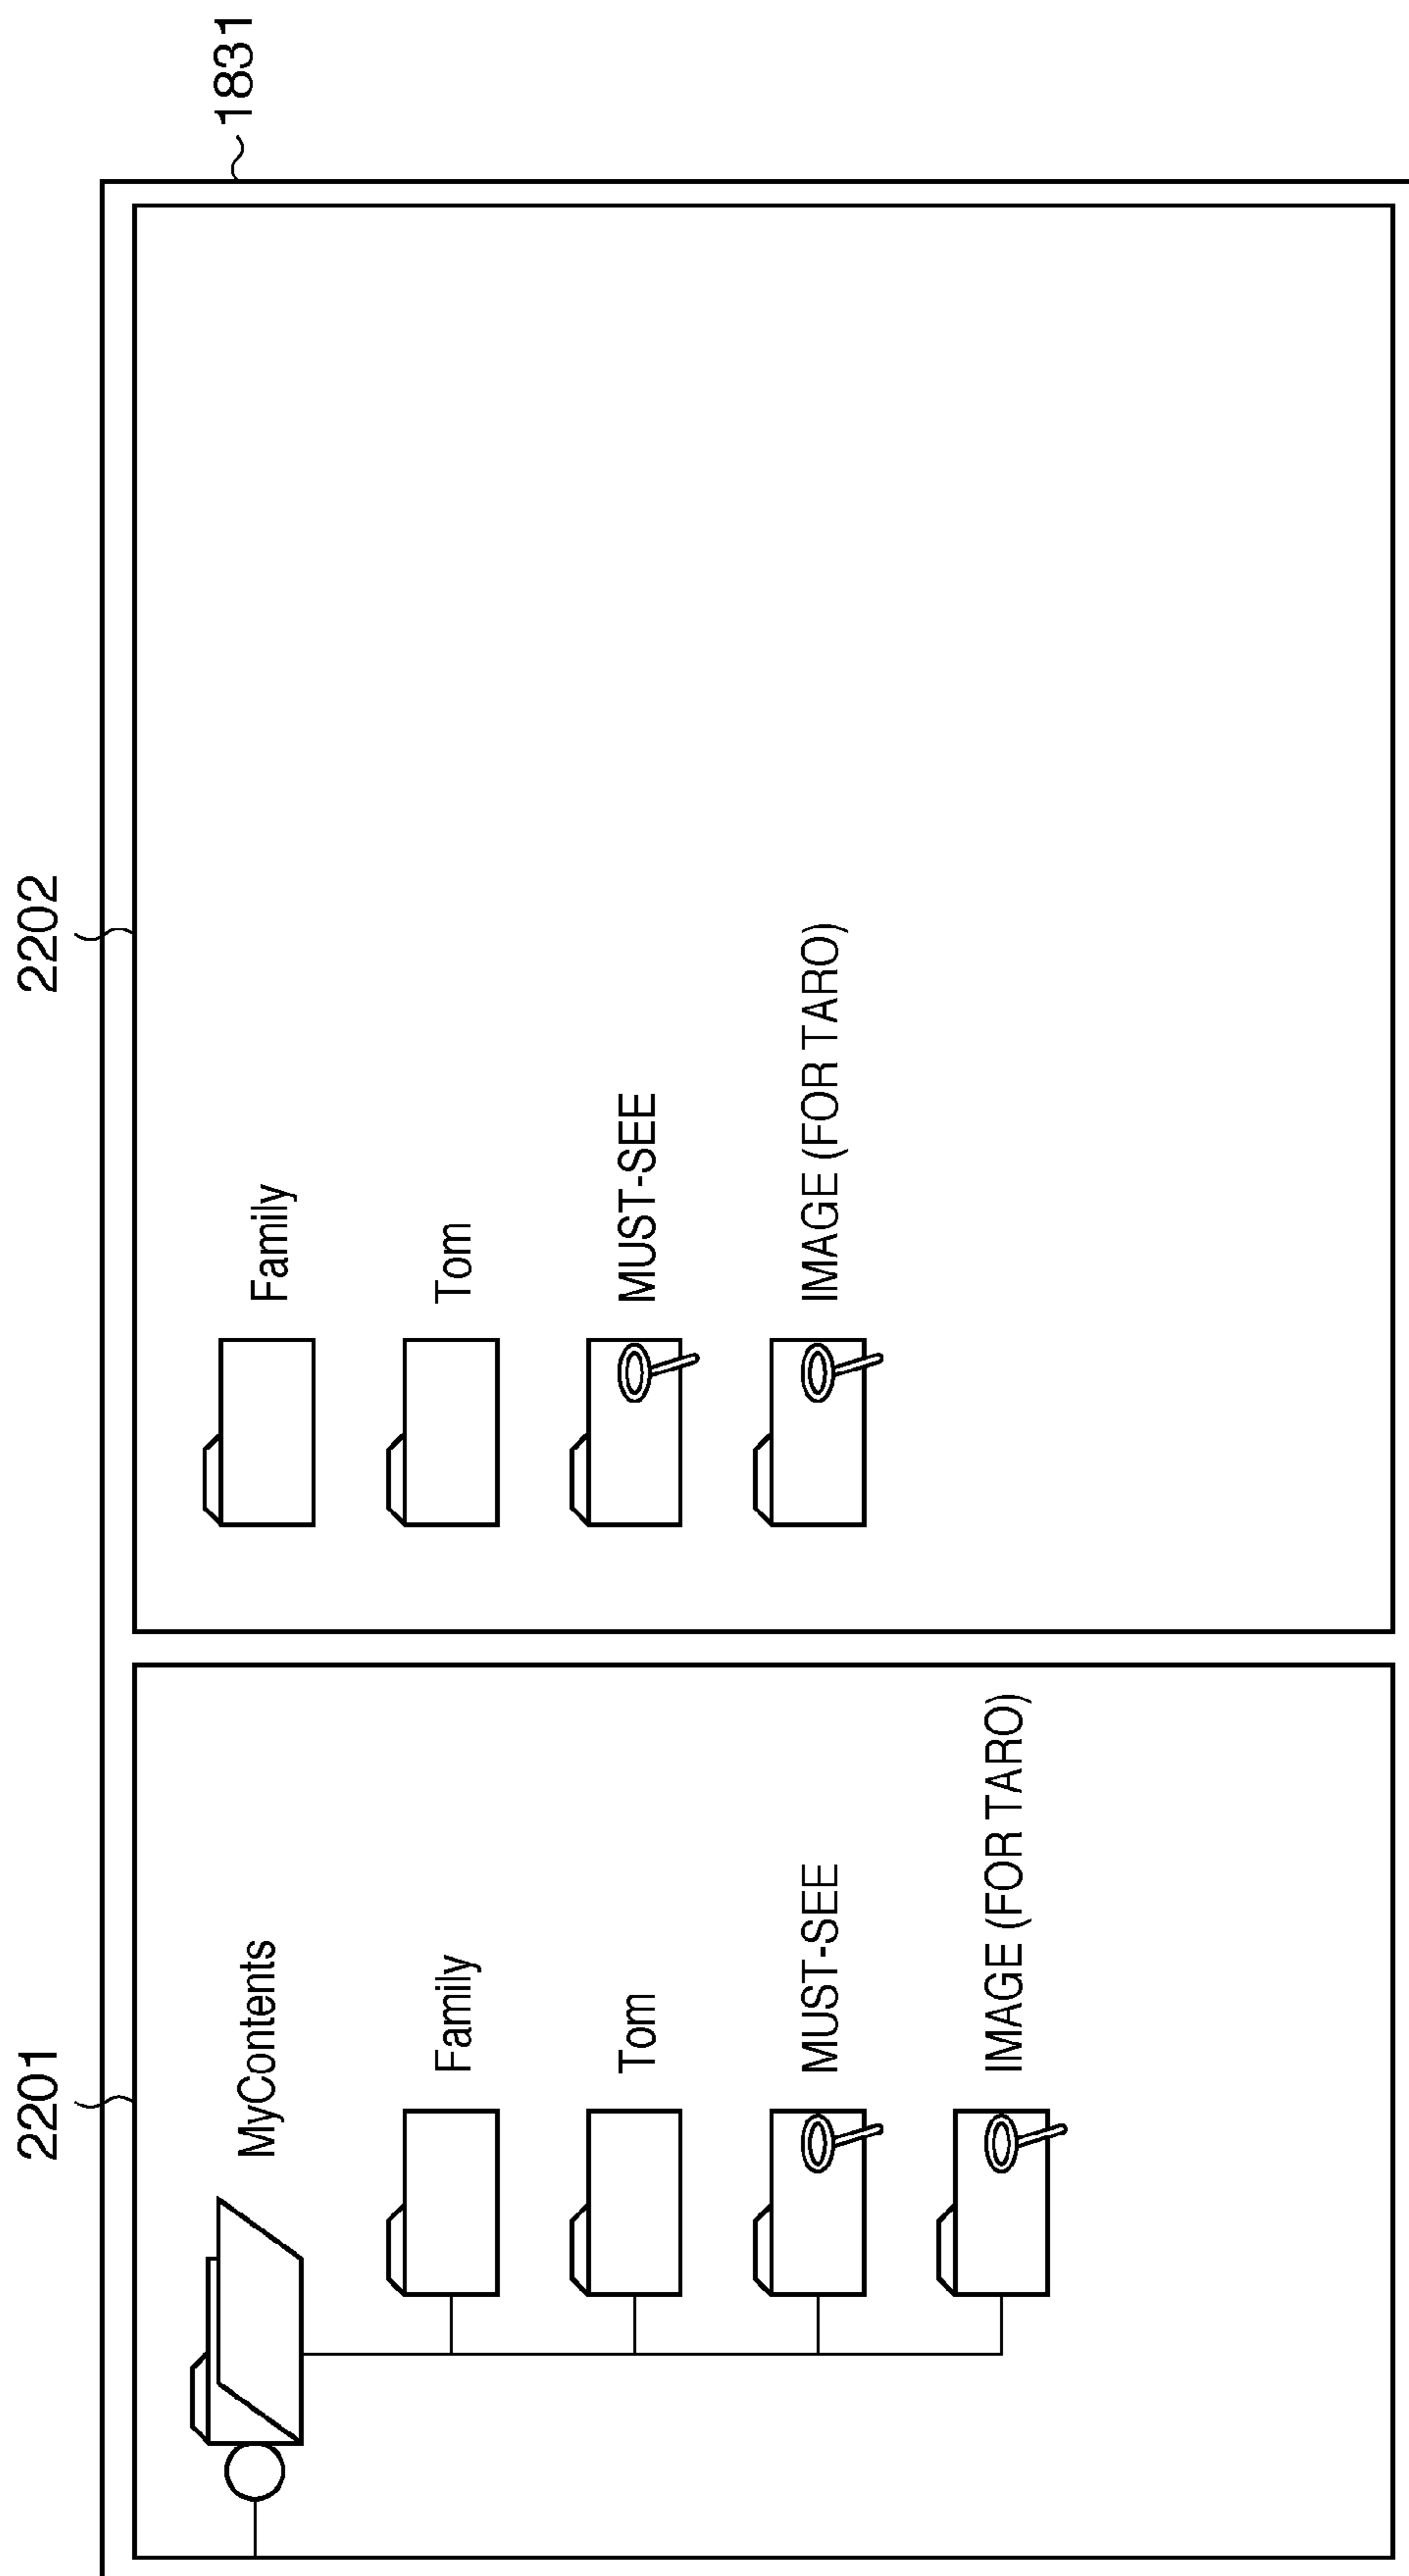 2201
2202
1831
MyContents
Family
Tom
MUST-SEE
IMAGE (FOR TARO)
Family
Tom
MUST-SEE
IMAGE (FOR TARO)